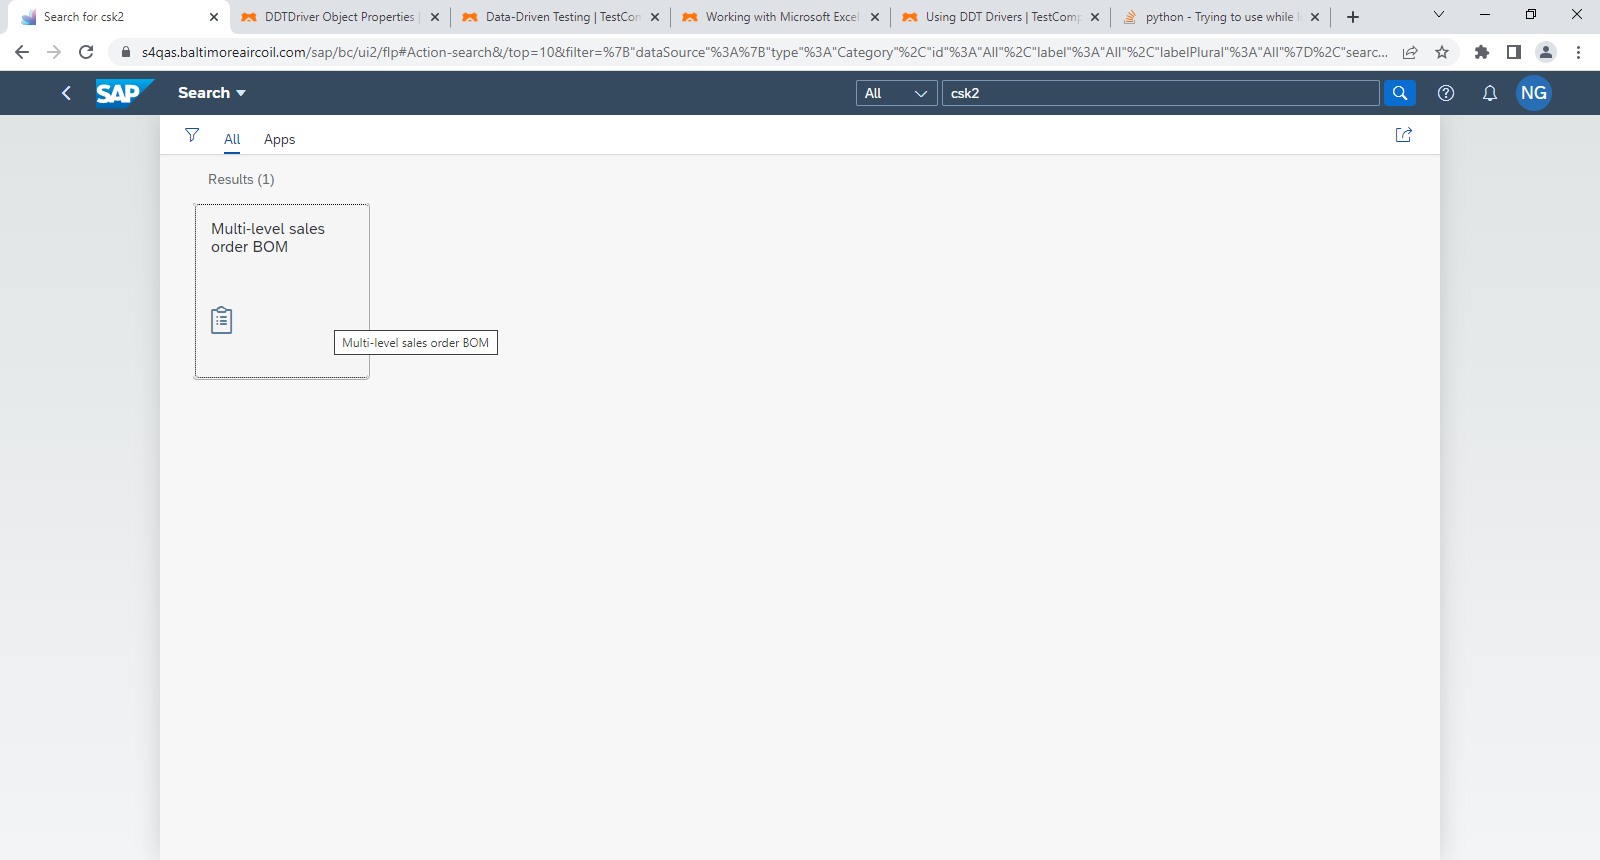 Search for csk2
DDTDriver Object Properties |
Data-Driven Testing | TestCom
Working with Microsoft Excel
Using DDT Drivers | TestComp
python - Trying to use while l
s4qas.baltimoreaircoil.com/sap/bc/ui2/flp#Action-search&/top=10&filter=%7B"dataSource"%3A%7B"type"%3A"Category"%2C"id"%3A"All"%2C"label"%3A"All"%2C"labelPlural"%3A"All"%7D%2C"searc...
SAP
Search
All
csk2
NG
All
Apps
Results (1)
Multi-level sales
order BOM
Multi-level sales order BOM